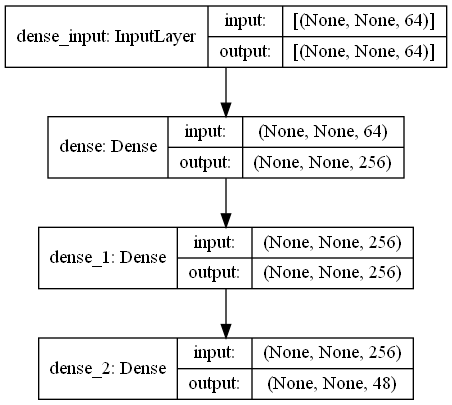 dense_input: InputLayer
input: [(None, None, 64)]
output: [(None, None, 64)]
dense: Dense
input: (None, None, 64)
output: (None, None, 256)
dense_1: Dense
input: (None, None, 256)
output: (None, None, 256)
dense_2: Dense
input: (None, None, 256)
output: (None, None, 48)